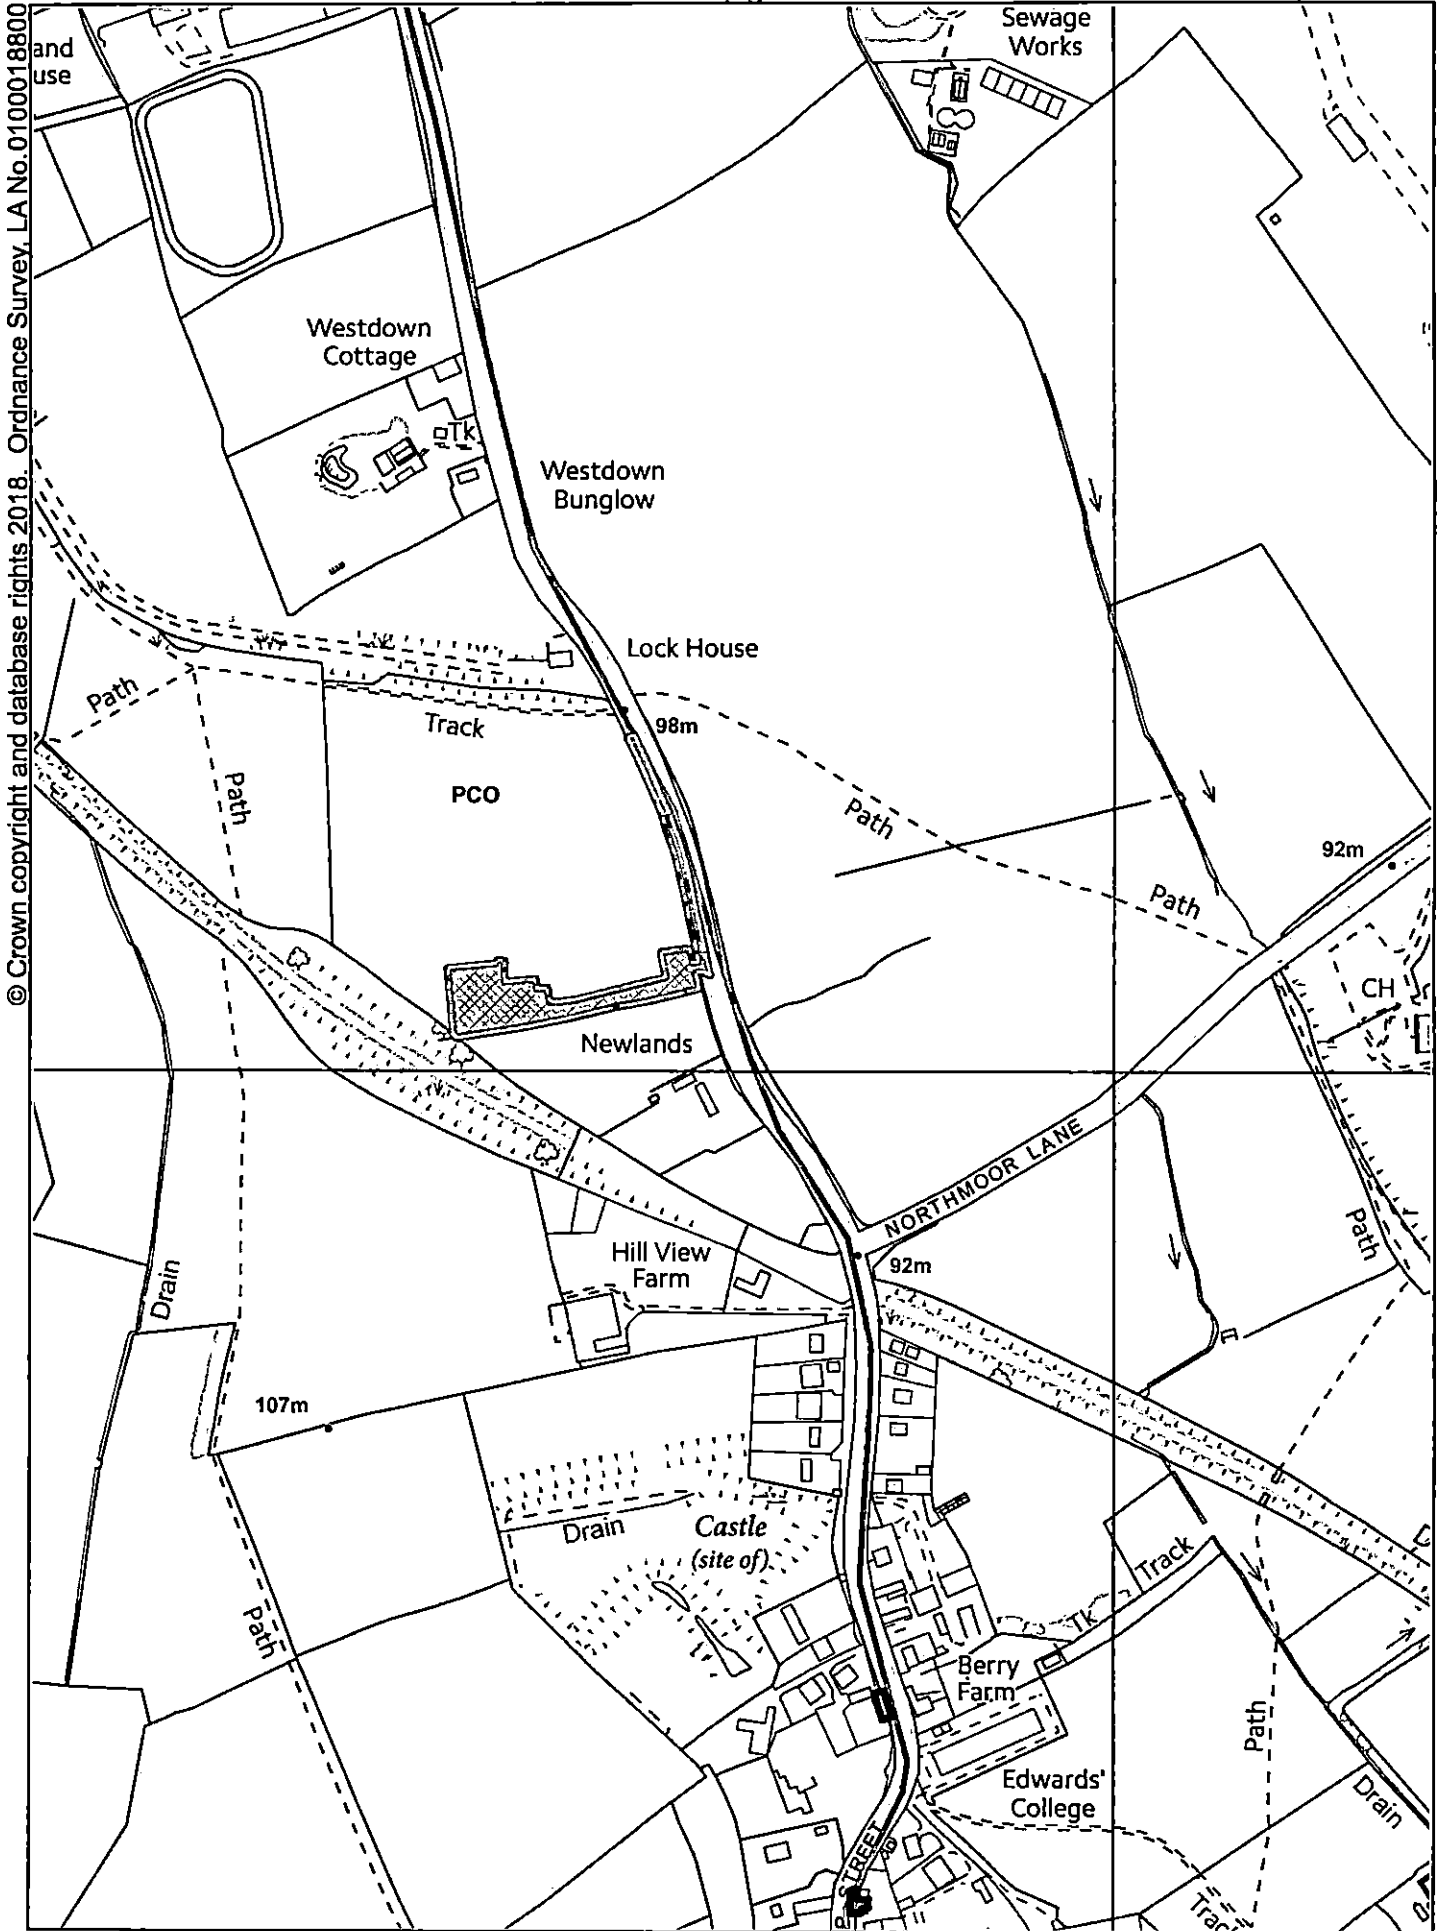 © Crown copyright and database rights 2018. Ordnance Survey, LA No.0100018800
and
use
Sewage
Works
Westdown
Cottage
Tk
Westdown
Bunglow
Lock House
Path
Track
98m
PCO
Path
Path
92m
Path
CH
Newlands
NORTHMOOR LANE
Path
Hill View
Farm
92m
Drain
107m
Drain
Castle
(site of)
Track
Tk
Path
Berry
Farm
Path
Edwards'
College
Drain
STREET